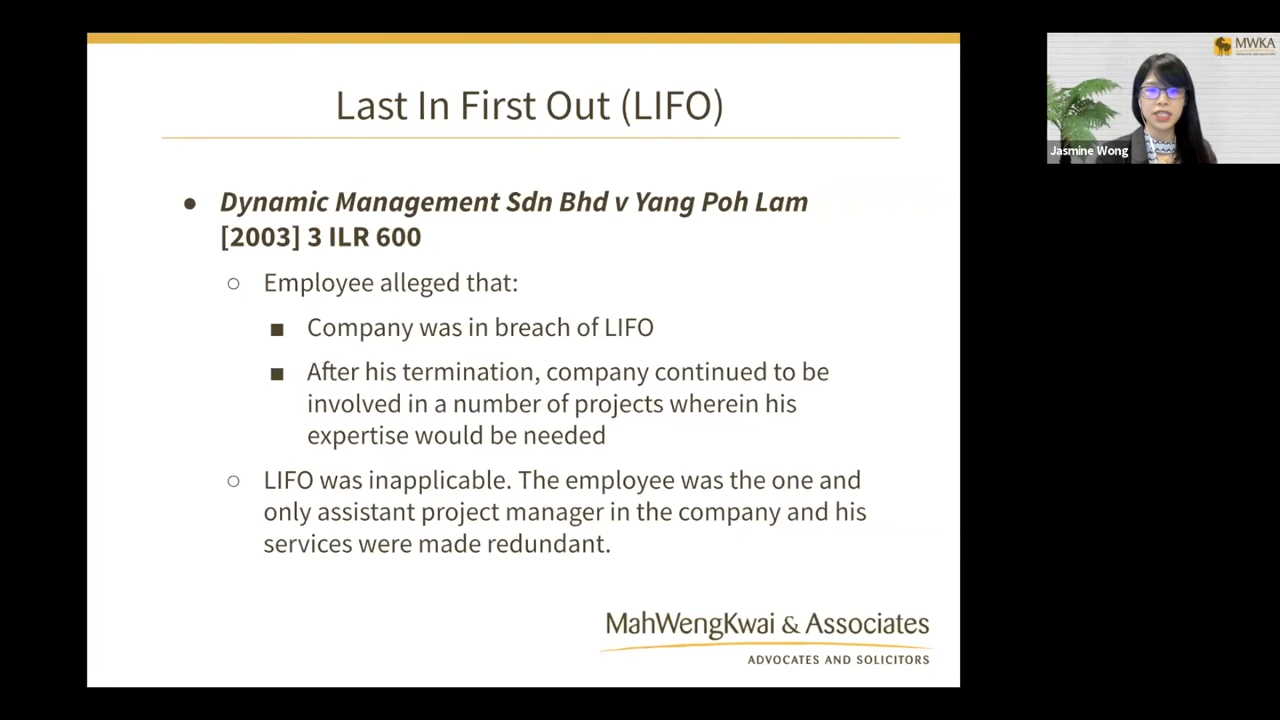 Last In First Out (LIFO)
● Dynamic Management Sdn Bhd v Yang Poh Lam
[2003] 3 ILR 600
○ Employee alleged that:
■ Company was in breach of LIFO
■ After his termination, company continued to be
involved in a number of projects wherein his
expertise would be needed
○ LIFO was inapplicable. The employee was the one and
only assistant project manager in the company and his
services were made redundant.
MahWengKwai & Associates
ADVOCATES AND SOLICITORS
MWKA
Jasmine Wong